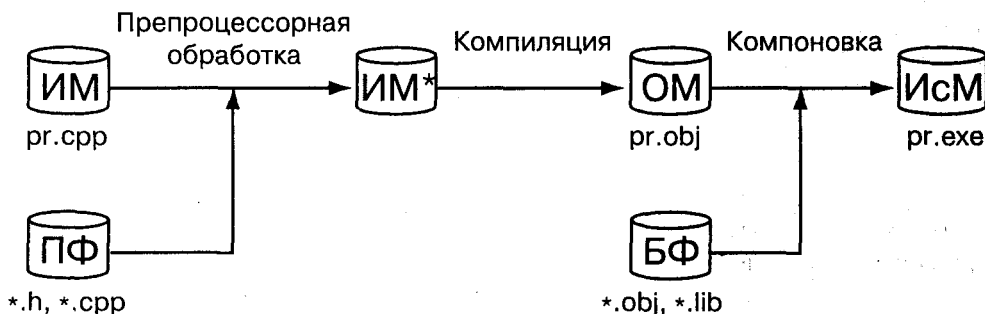 Препроцессорная
обработка
Компиляция
Компоновка
ИМ
ИМ*
ОМ
ИсМ
pr.cpp
pr.obj
pr.exe
ПФ
БФ
*.h, *.cpp
*.obj, *.lib